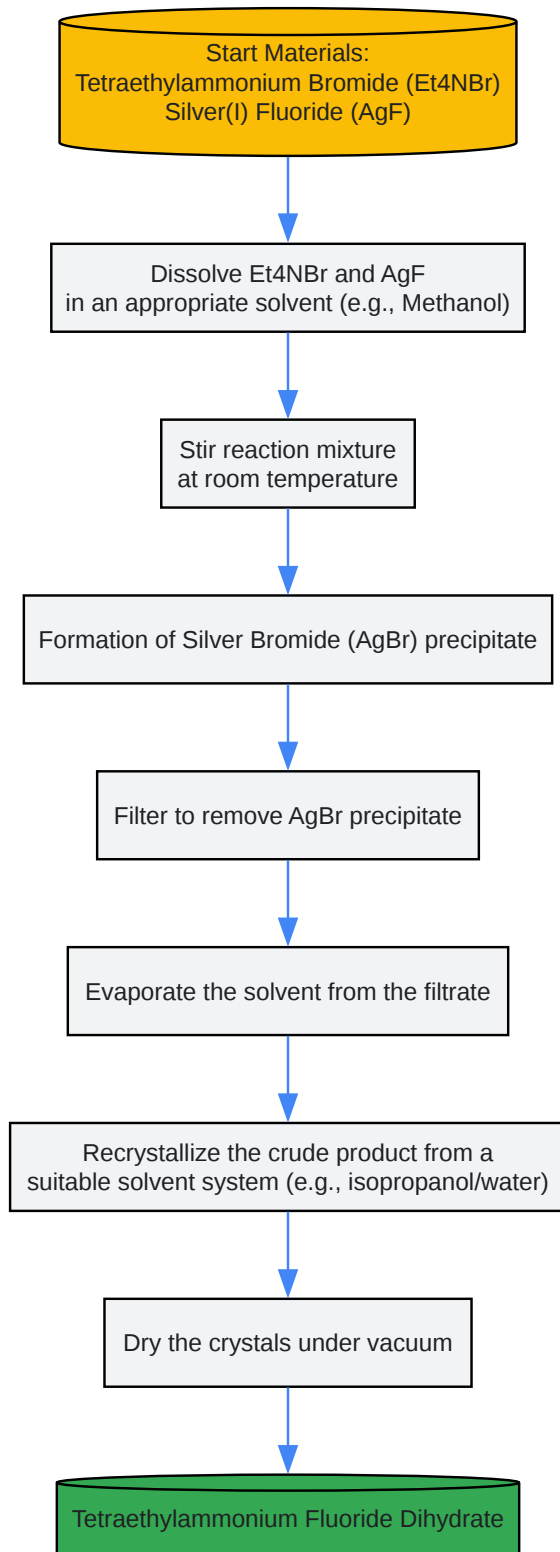 Start Materials:
Tetraethylammonium Bromide (Et4NBr)
Silver(I) Fluoride (AgF)
Dissolve Et4NBr and AgF
in an appropriate solvent (e.g., Methanol)
Stir reaction mixture
at room temperature
Formation of Silver Bromide (AgBr) precipitate
Filter to remove AgBr precipitate
Evaporate the solvent from the filtrate
Recrystallize the crude product from a
suitable solvent system (e.g., isopropanol/water)
Dry the crystals under vacuum
Tetraethylammonium Fluoride Dihydrate